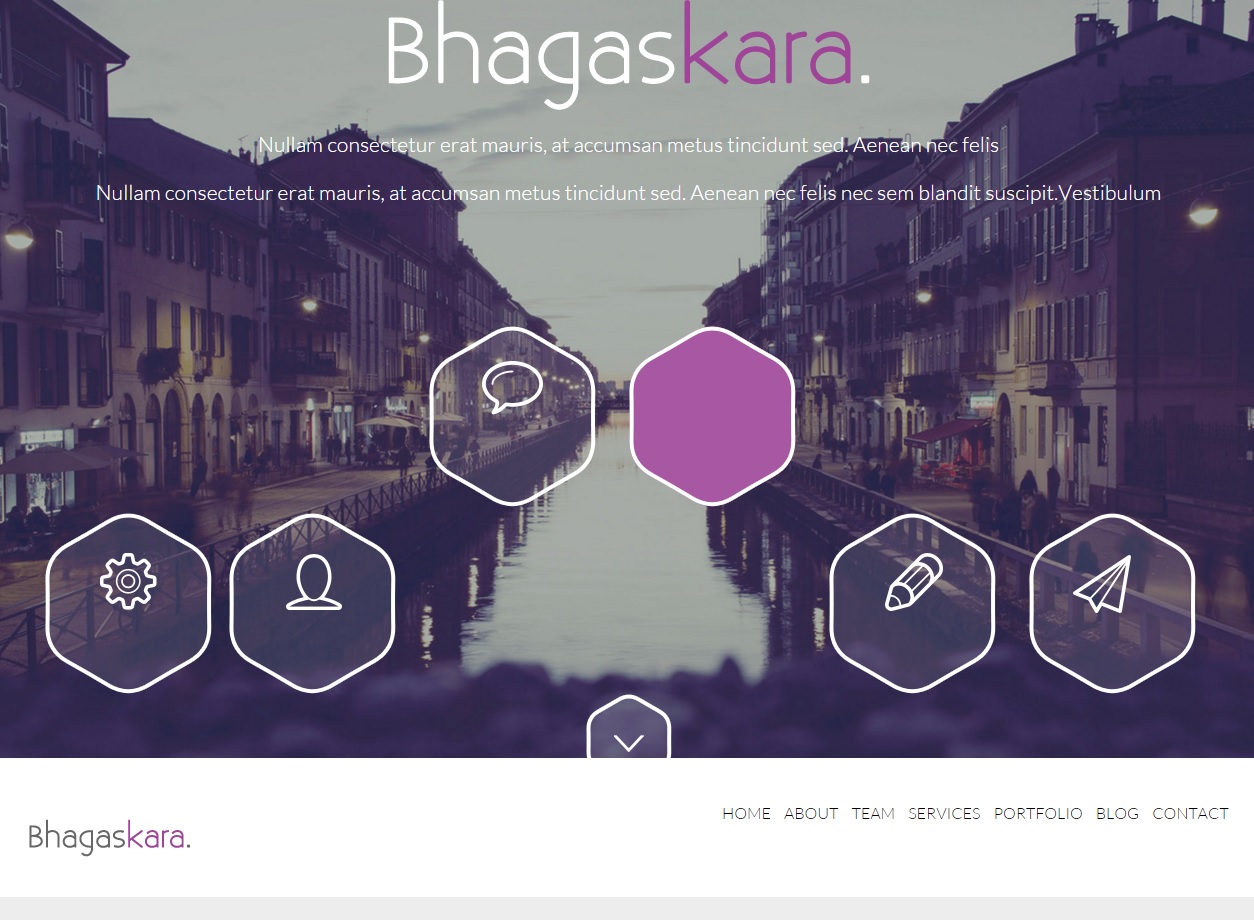 Bhagaskara.
Nullam consectetur erat mauris, at accumsan metus tincidunt sed. Aenean nec felis
Nullam consectetur erat mauris, at accumsan metus tincidunt sed. Aenean nec felis nec sem blandit suscipit.Vestibulum
Bhagaskara.
HOME ABOUT TEAM SERVICES PORTFOLIO BLOG CONTACT